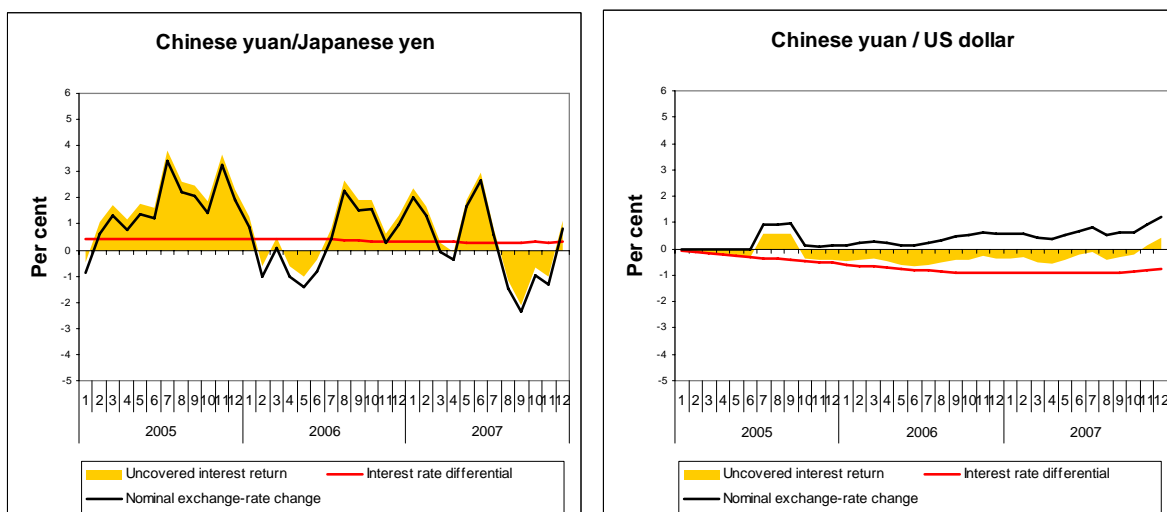 Chinese yuan/Japanese yen
Per cent
6
5
4
3
2
1
0
-1
-2
-3
-4
-5
1 2 3 4 5 6 7 8 9 10 11 12 1 2 3 4 5 6 7 8 9 10 11 12 1 2 3 4 5 6 7 8 9 10 11 12
2005 2006 2007
Uncovered interest return Interest rate differential
Nominal exchange-rate change
Chinese yuan / US dollar
Per cent
6
5
4
3
2
1
0
-1
-2
-3
-4
-5
1 2 3 4 5 6 7 8 9 10 11 12 1 2 3 4 5 6 7 8 9 10 11 12 1 2 3 4 5 6 7 8 9 10 11 12
2005 2006 2007
Uncovered interest return Interest rate differential
Nominal exchange-rate change